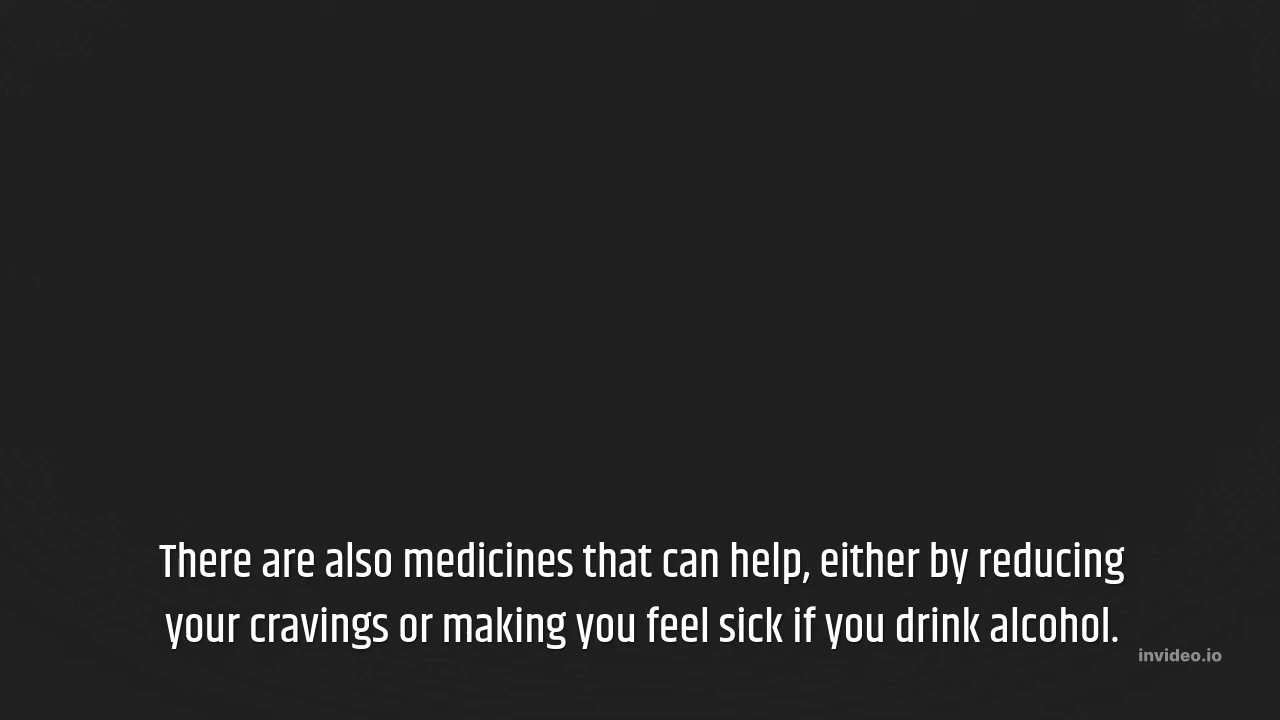 There are also medicines that can help, either by reducing
your cravings or making you feel sick if you drink alcohol.
invideo.io